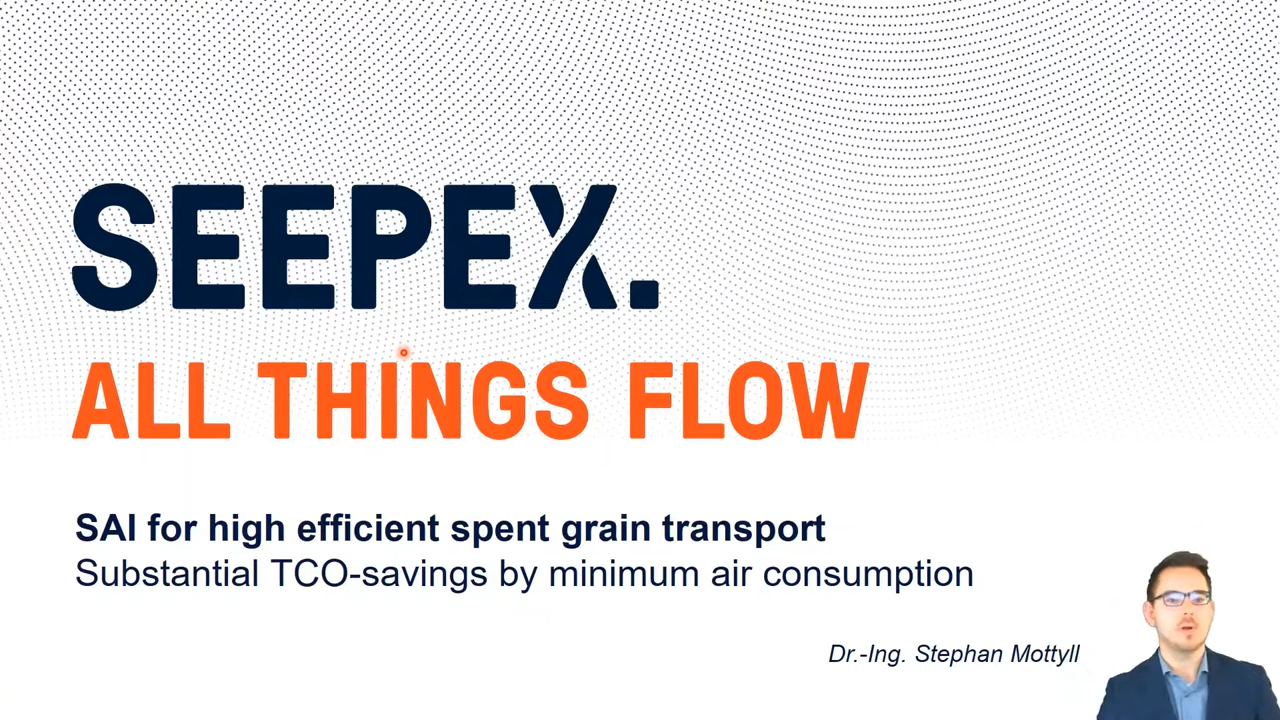 SEEPEX.
ALL THINGS FLOW
SAI for high efficient spent grain transport
Substantial TCO-savings by minimum air consumption
Dr.-Ing. Stephan Mottyll